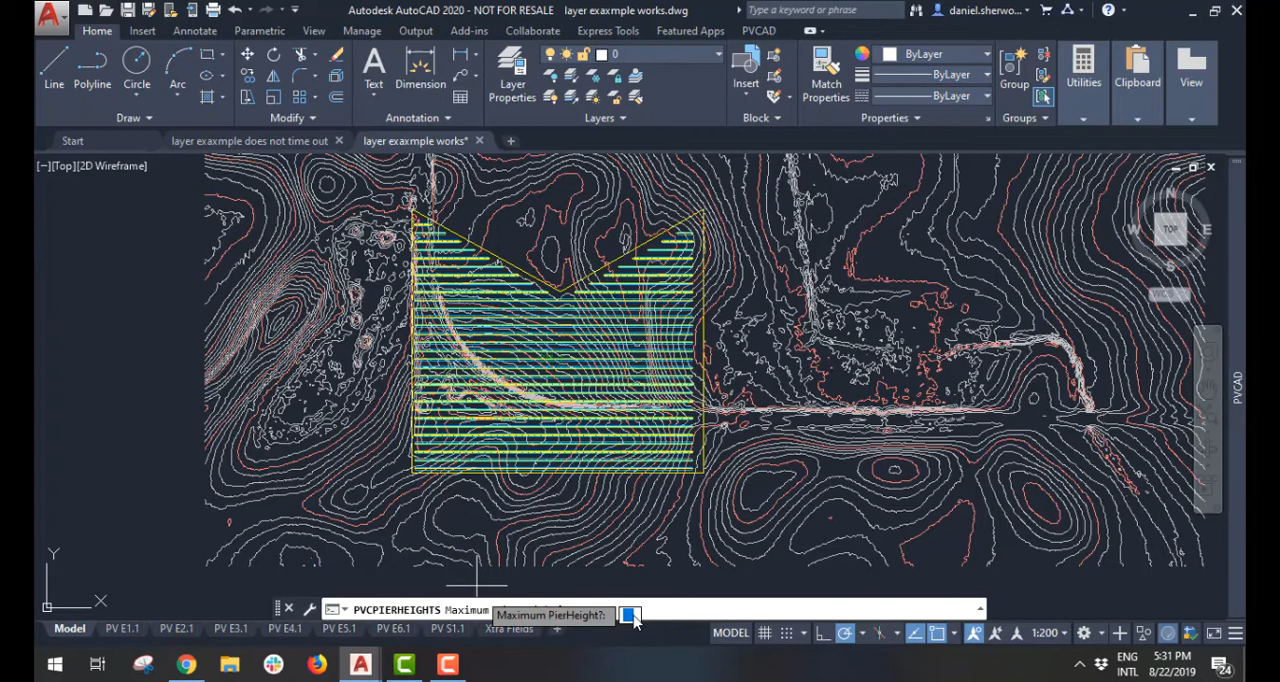 Autodesk AutoCAD 2020 - NOT FOR RESALE layer exaxmple works.dwg
Type a keyword or phrase
daniel.sherwo...
Home Insert Annotate Parametric View Manage Output Add-ins Collaborate Express Tools Featured Apps PVCAD
0
ByLayer
ByLayer
ByLayer
Line Polyline Circle Arc Text Dimension Layer Properties Insert Match Properties Group Utilities Clipboard View
Draw Modify Annotation Layers Block Properties Groups
Start layer exaxmple does not time out layer exaxmple works*
[−][Top][2D Wireframe]
N
W TOP E
S
WCS
PVCAD
Y
X
PVCPIERHEIGHTS Maximum
Maximum PierHeight?:
Model PV E1.1 PV E2.1 PV E3.1 PV E4.1 PV E5.1 PV E6.1 PV S1.1 Xtra Fields
MODEL 1:200
ENG
INTL
5:31 PM
8/22/2019
24